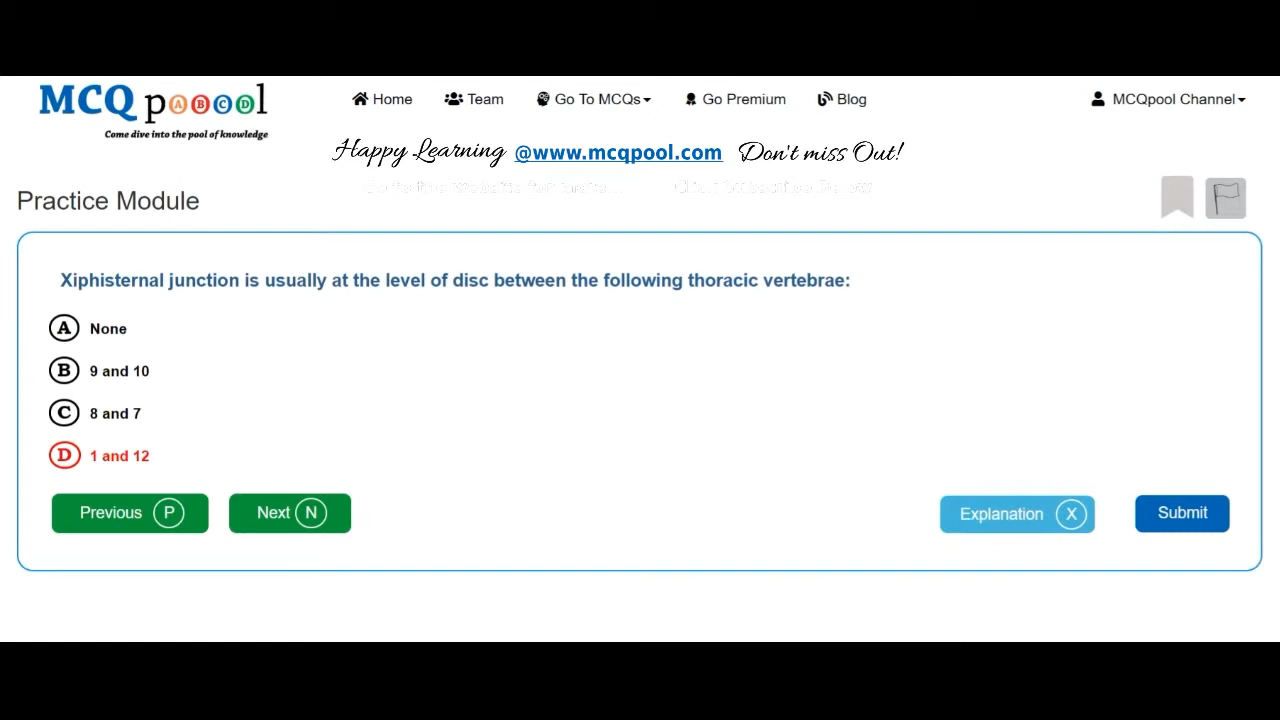 MCQ pooool
Come dive into the pool of knowledge
Home Team Go To MCQs Go Premium Blog MCQpool Channel
Happy Learning @www.mcqpool.com Don't miss Out!
Practice Module
Xiphisternal junction is usually at the level of disc between the following thoracic vertebrae:
A None
B 9 and 10
C 8 and 7
D 1 and 12
Previous P Next N Explanation X Submit